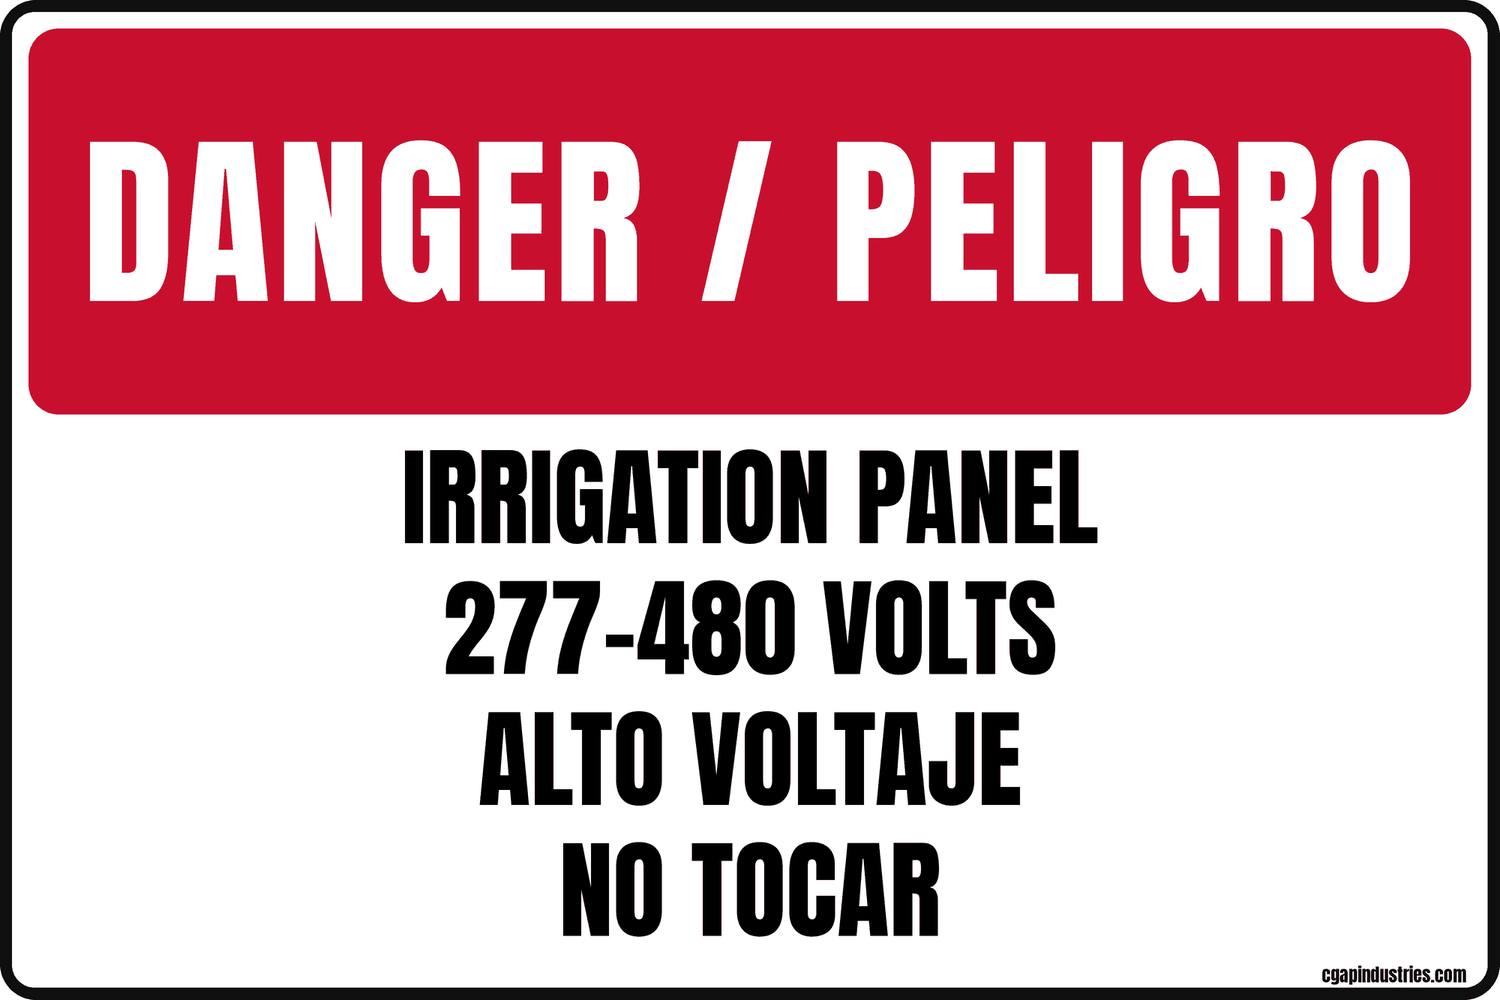 DANGER / PELIGRO
IRRIGATION PANEL
277-480 VOLTS
ALTO VOLTAJE
NO TOCAR
cgapindustries.com